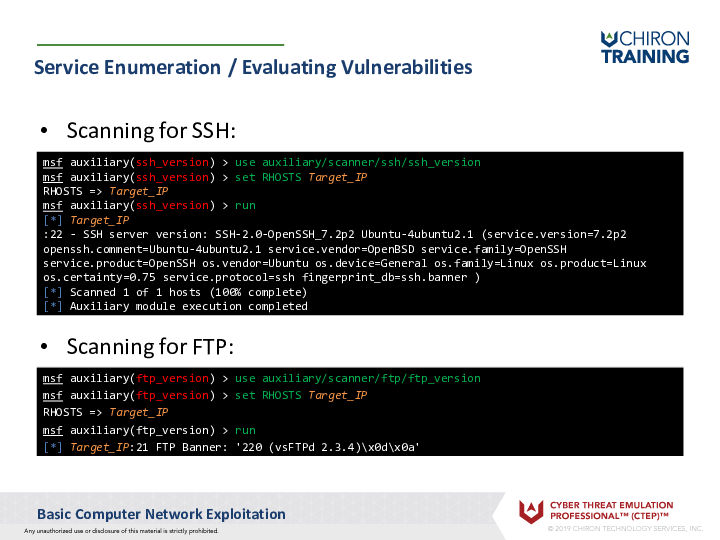 CHIRON
TRAINING
Service Enumeration / Evaluating Vulnerabilities
• Scanning for SSH:
msf auxiliary(ssh_version) > use auxiliary/scanner/ssh/ssh_version
msf auxiliary(ssh_version) > set RHOSTS Target_IP
RHOSTS => Target_IP
msf auxiliary(ssh_version) > run
[*] Target_IP
:22 - SSH server version: SSH-2.0-OpenSSH_7.2p2 Ubuntu-4ubuntu2.1 (service.version=7.2p2
openssh.comment=Ubuntu-4ubuntu2.1 service.vendor=OpenBSD service.family=OpenSSH
service.product=OpenSSH os.vendor=Ubuntu os.device=General os.family=Linux os.product=Linux
os.certainty=0.75 service.protocol=ssh fingerprint_db=ssh.banner )
[*] Scanned 1 of 1 hosts (100% complete)
[*] Auxiliary module execution completed
• Scanning for FTP:
msf auxiliary(ftp_version) > use auxiliary/scanner/ftp/ftp_version
msf auxiliary(ftp_version) > set RHOSTS Target_IP
RHOSTS => Target_IP
msf auxiliary(ftp_version) > run
[*] Target_IP:21 FTP Banner: '220 (vsFTPd 2.3.4)\x0d\x0a'
Basic Computer Network Exploitation
CYBER THREAT EMULATION
PROFESSIONAL™ (CTEP)™
Any unauthorized use or disclosure of this material is strictly prohibited.
© 2019 CHIRON TECHNOLOGY SERVICES, INC.